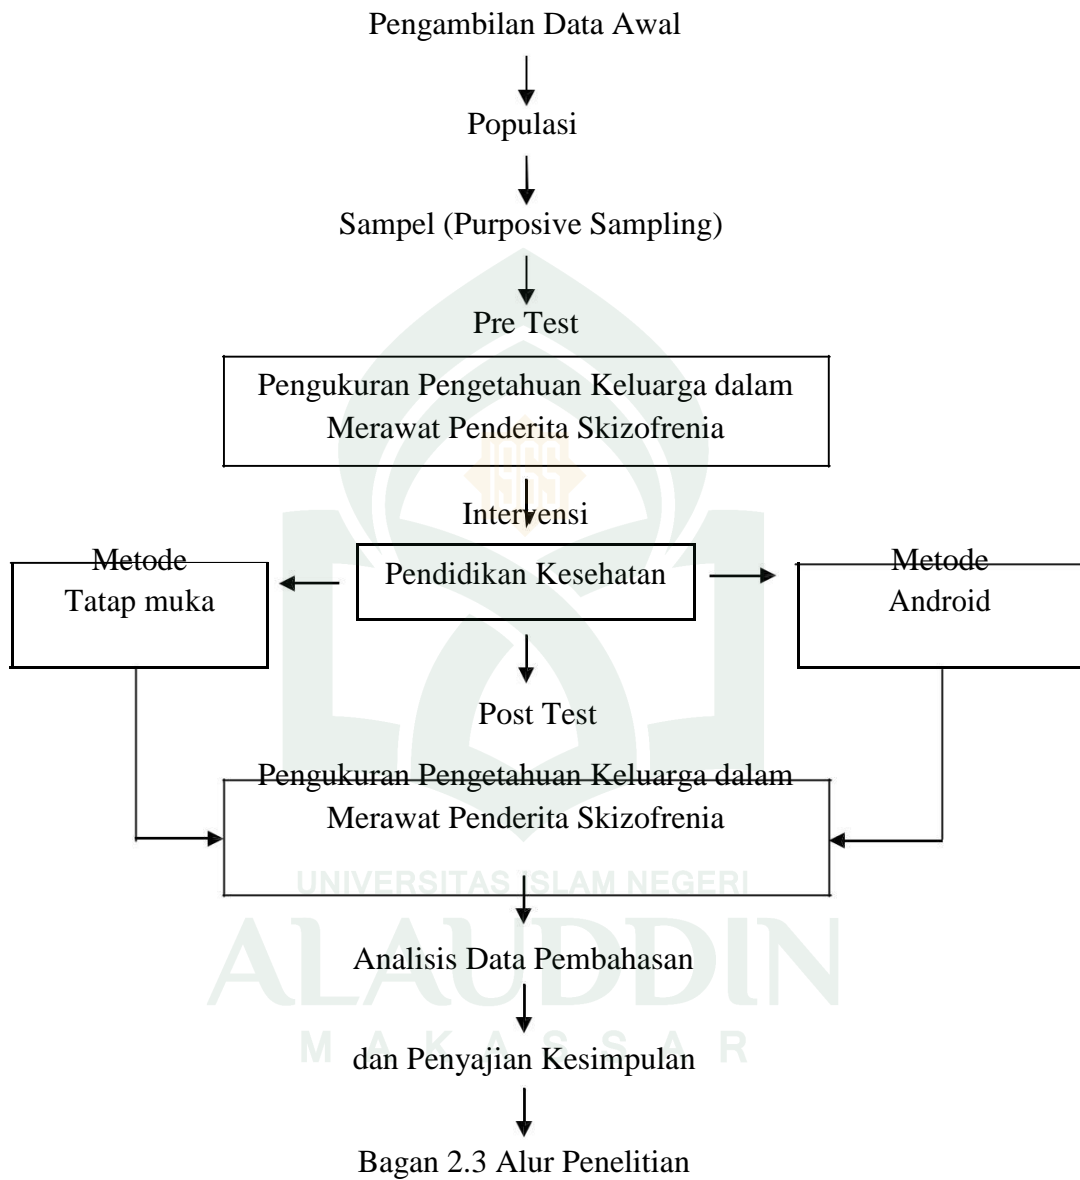 Pengambilan Data Awal
Populasi
Sampel (Purposive Sampling)
Pre Test
Pengukuran Pengetahuan Keluarga dalam
Merawat Penderita Skizofrenia
Intervensi
Metode
Tatap muka
Pendidikan Kesehatan
Metode
Android
Post Test
Pengukuran Pengetahuan Keluarga dalam
Merawat Penderita Skizofrenia
UNIVERSITAS ISLAM NEGERI
ALAUDDIN
Analisis Data Pembahasan
MAKASSAR
dan Penyajian Kesimpulan
Bagan 2.3 Alur Penelitian